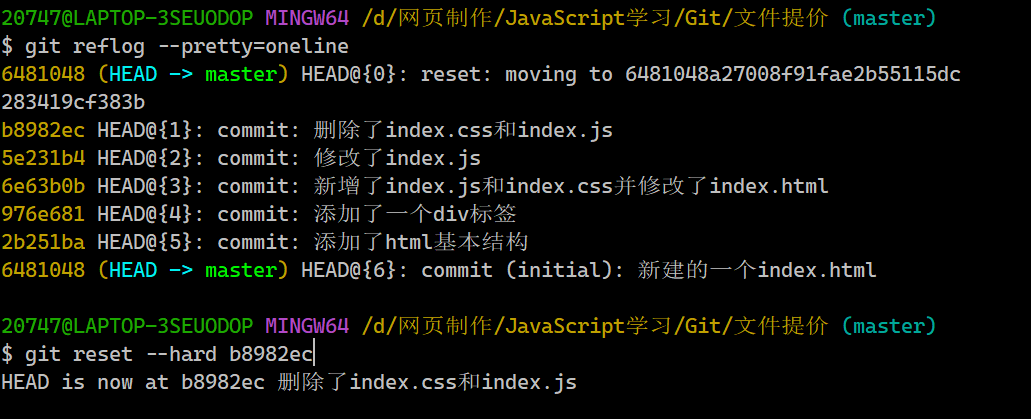 20747@LAPTOP-3SEUODOP MINGW64 /d/网页制作/JavaScript学习/Git/文件提价 (master)
$ git reflog --pretty=oneline
6481048 (HEAD -> master) HEAD@{0}: reset: moving to 6481048a27008f91fae2b55115dc
283419cf383b
b8982ec HEAD@{1}: commit: 删除了index.css和index.js
5e231b4 HEAD@{2}: commit: 修改了index.js
6e63b0b HEAD@{3}: commit: 新增了index.js和index.css并修改了index.html
976e681 HEAD@{4}: commit: 添加了一个div标签
2b251ba HEAD@{5}: commit: 添加了html基本结构
6481048 (HEAD -> master) HEAD@{6}: commit (initial): 新建的一个index.html
20747@LAPTOP-3SEUODOP MINGW64 /d/网页制作/JavaScript学习/Git/文件提价 (master)
$ git reset --hard b8982ec
HEAD is now at b8982ec 删除了index.css和index.js